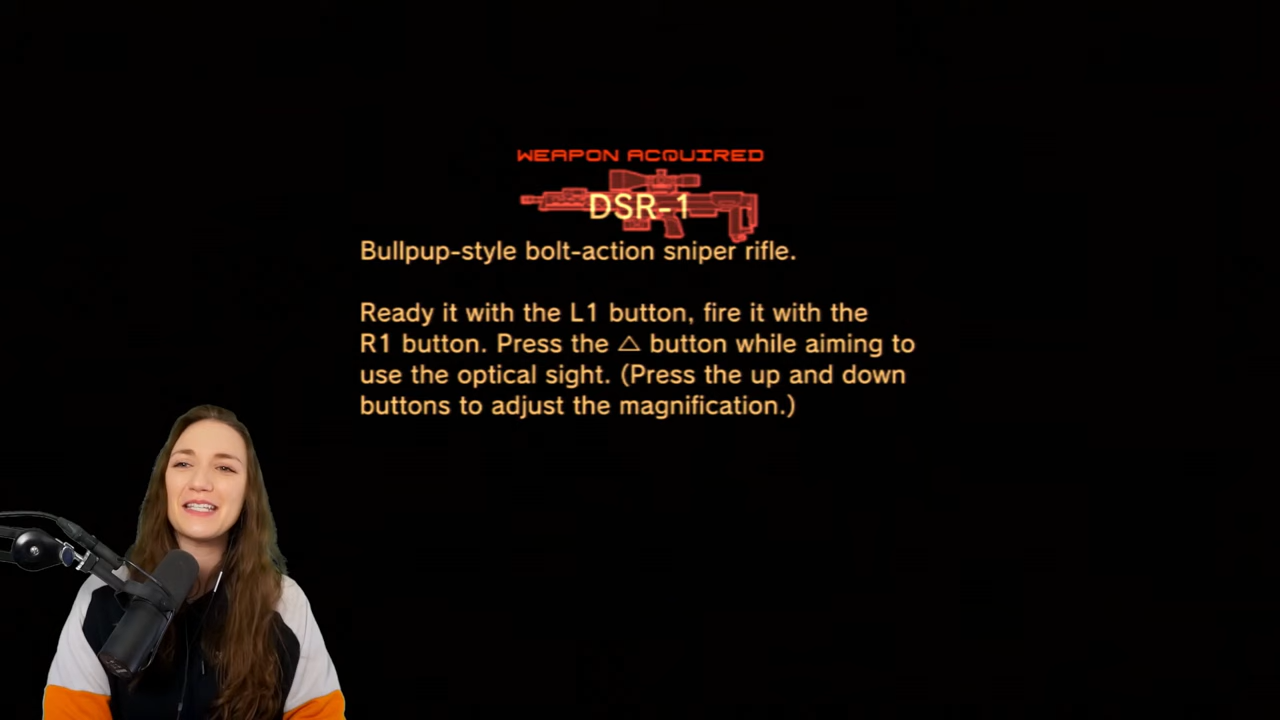 WEAPON ACQUIRED
DSR-1
Bullpup-style bolt-action sniper rifle.
Ready it with the L1 button, fire it with the
R1 button. Press the △ button while aiming to
use the optical sight. (Press the up and down
buttons to adjust the magnification.)